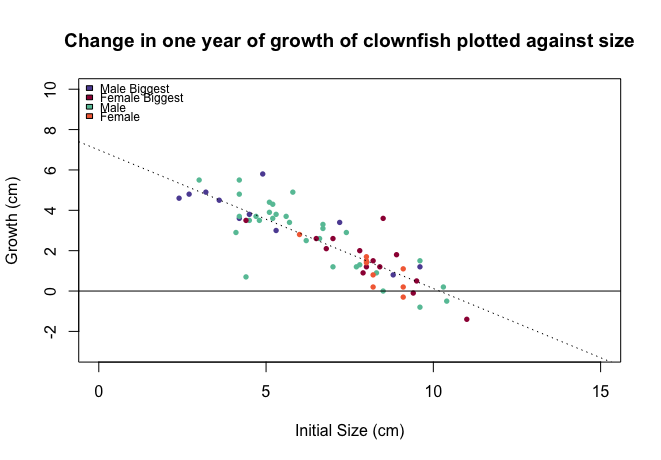 Change in one year of growth of clownfish plotted against size
Male Biggest
Female Biggest
Male
Female
10
8
6
4
2
0
-2
Growth (cm)
0 5 10 15
Initial Size (cm)